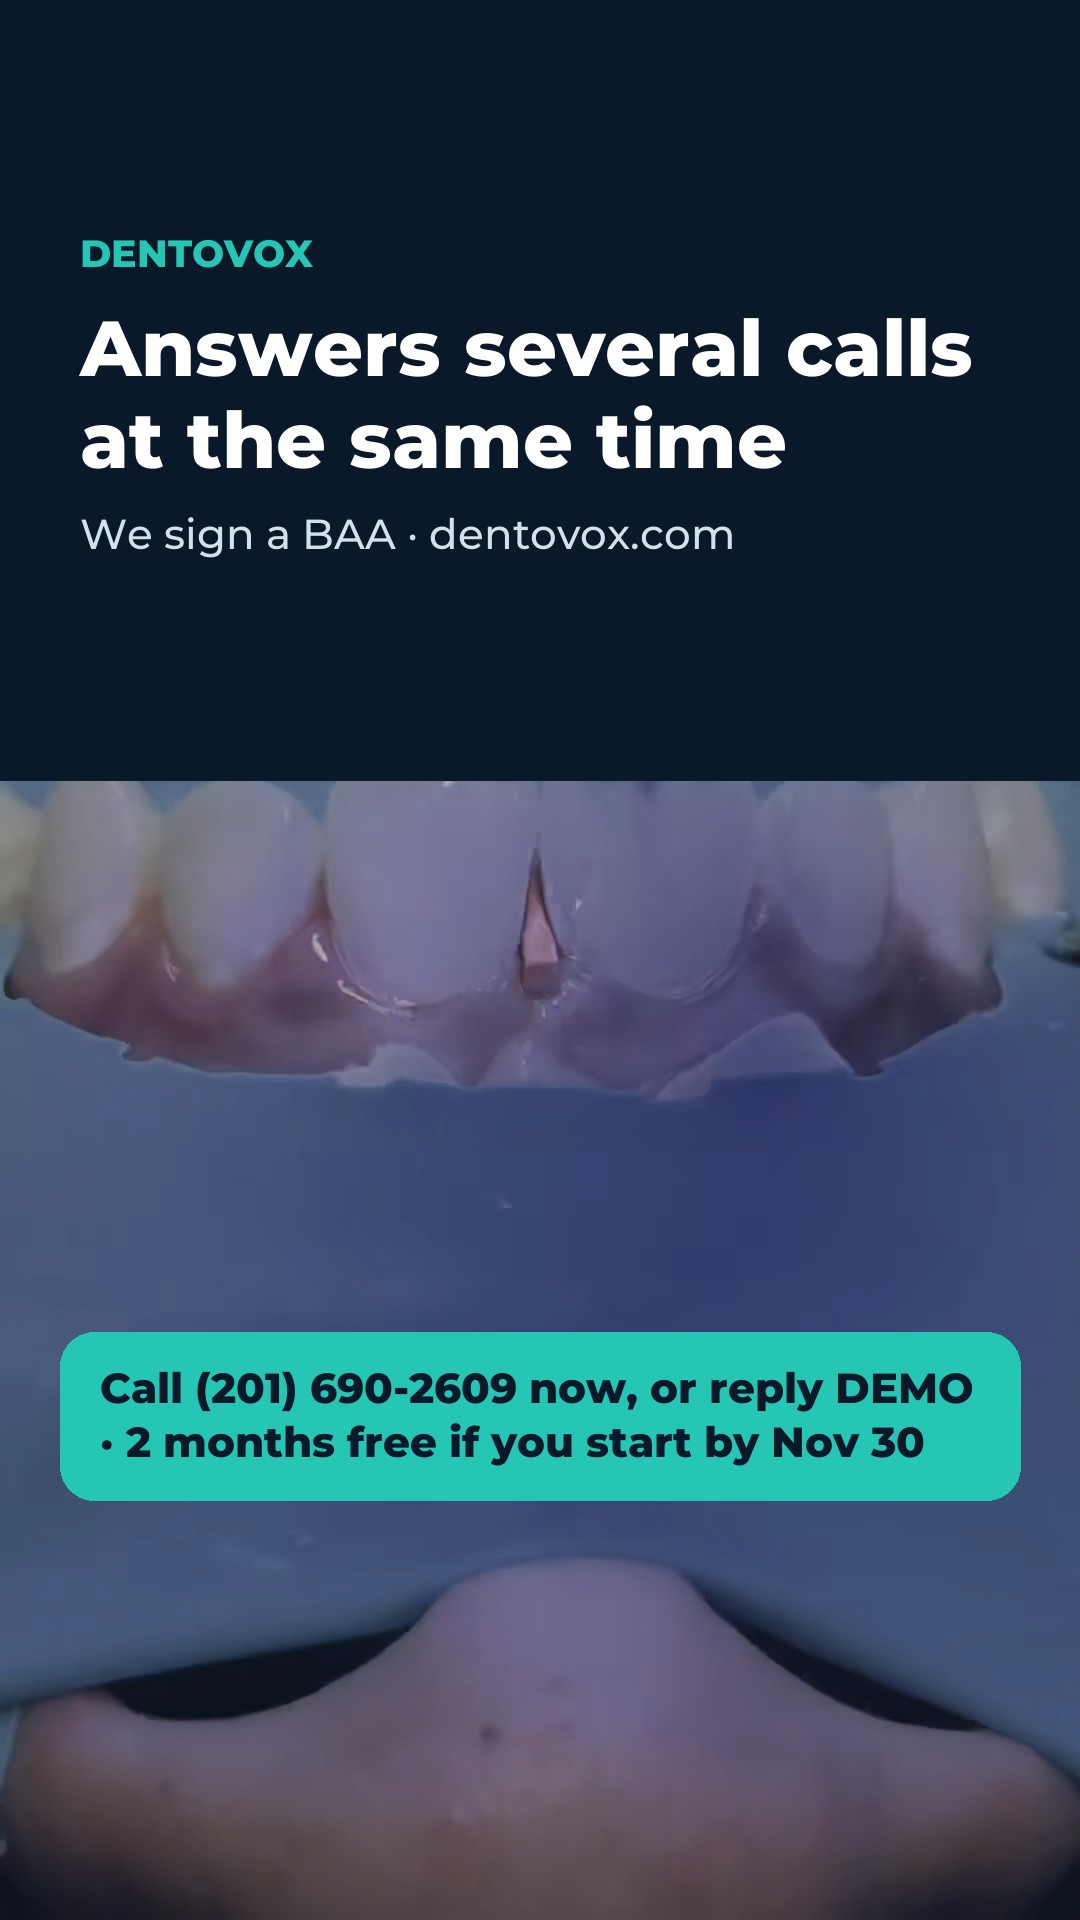 DENTOVOX
Answers several calls
at the same time
We sign a BAA · dentovox.com
Call (201) 690-2609 now, or reply DEMO
· 2 months free if you start by Nov 30